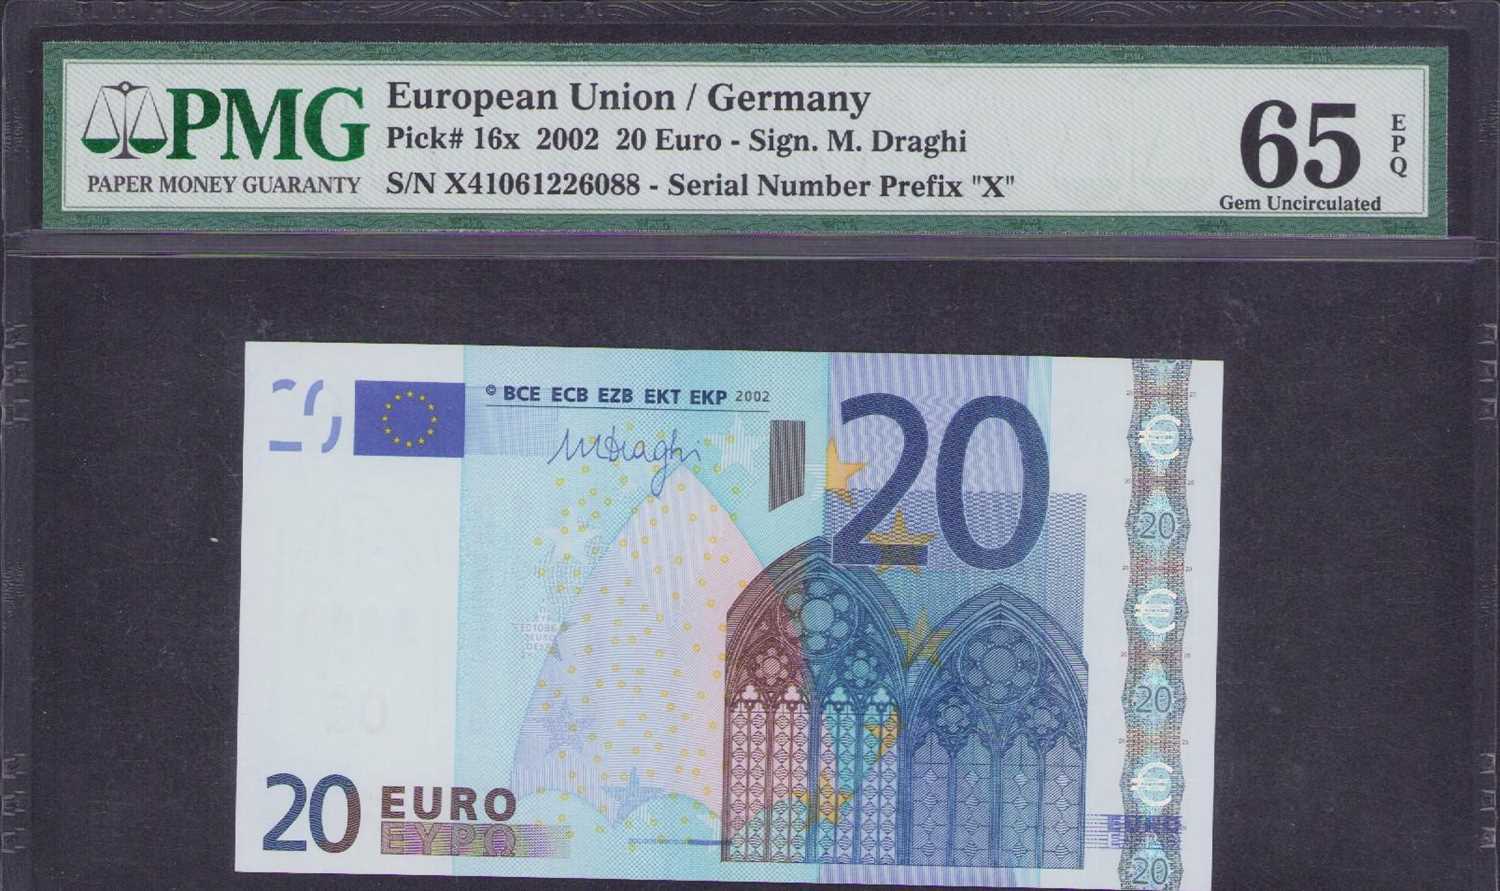 PMG
PAPER MONEY GUARANTY
European Union / Germany
Pick# 16x 2002 20 Euro - Sign. M. Draghi
S/N X41061226088 - Serial Number Prefix "X"
65
EPQ
Gem Uncirculated
20
© BCE ECB EZB EKT EKP 2002
M Draghi
20
20
20
20
20 EURO
ΕΥΡΩ